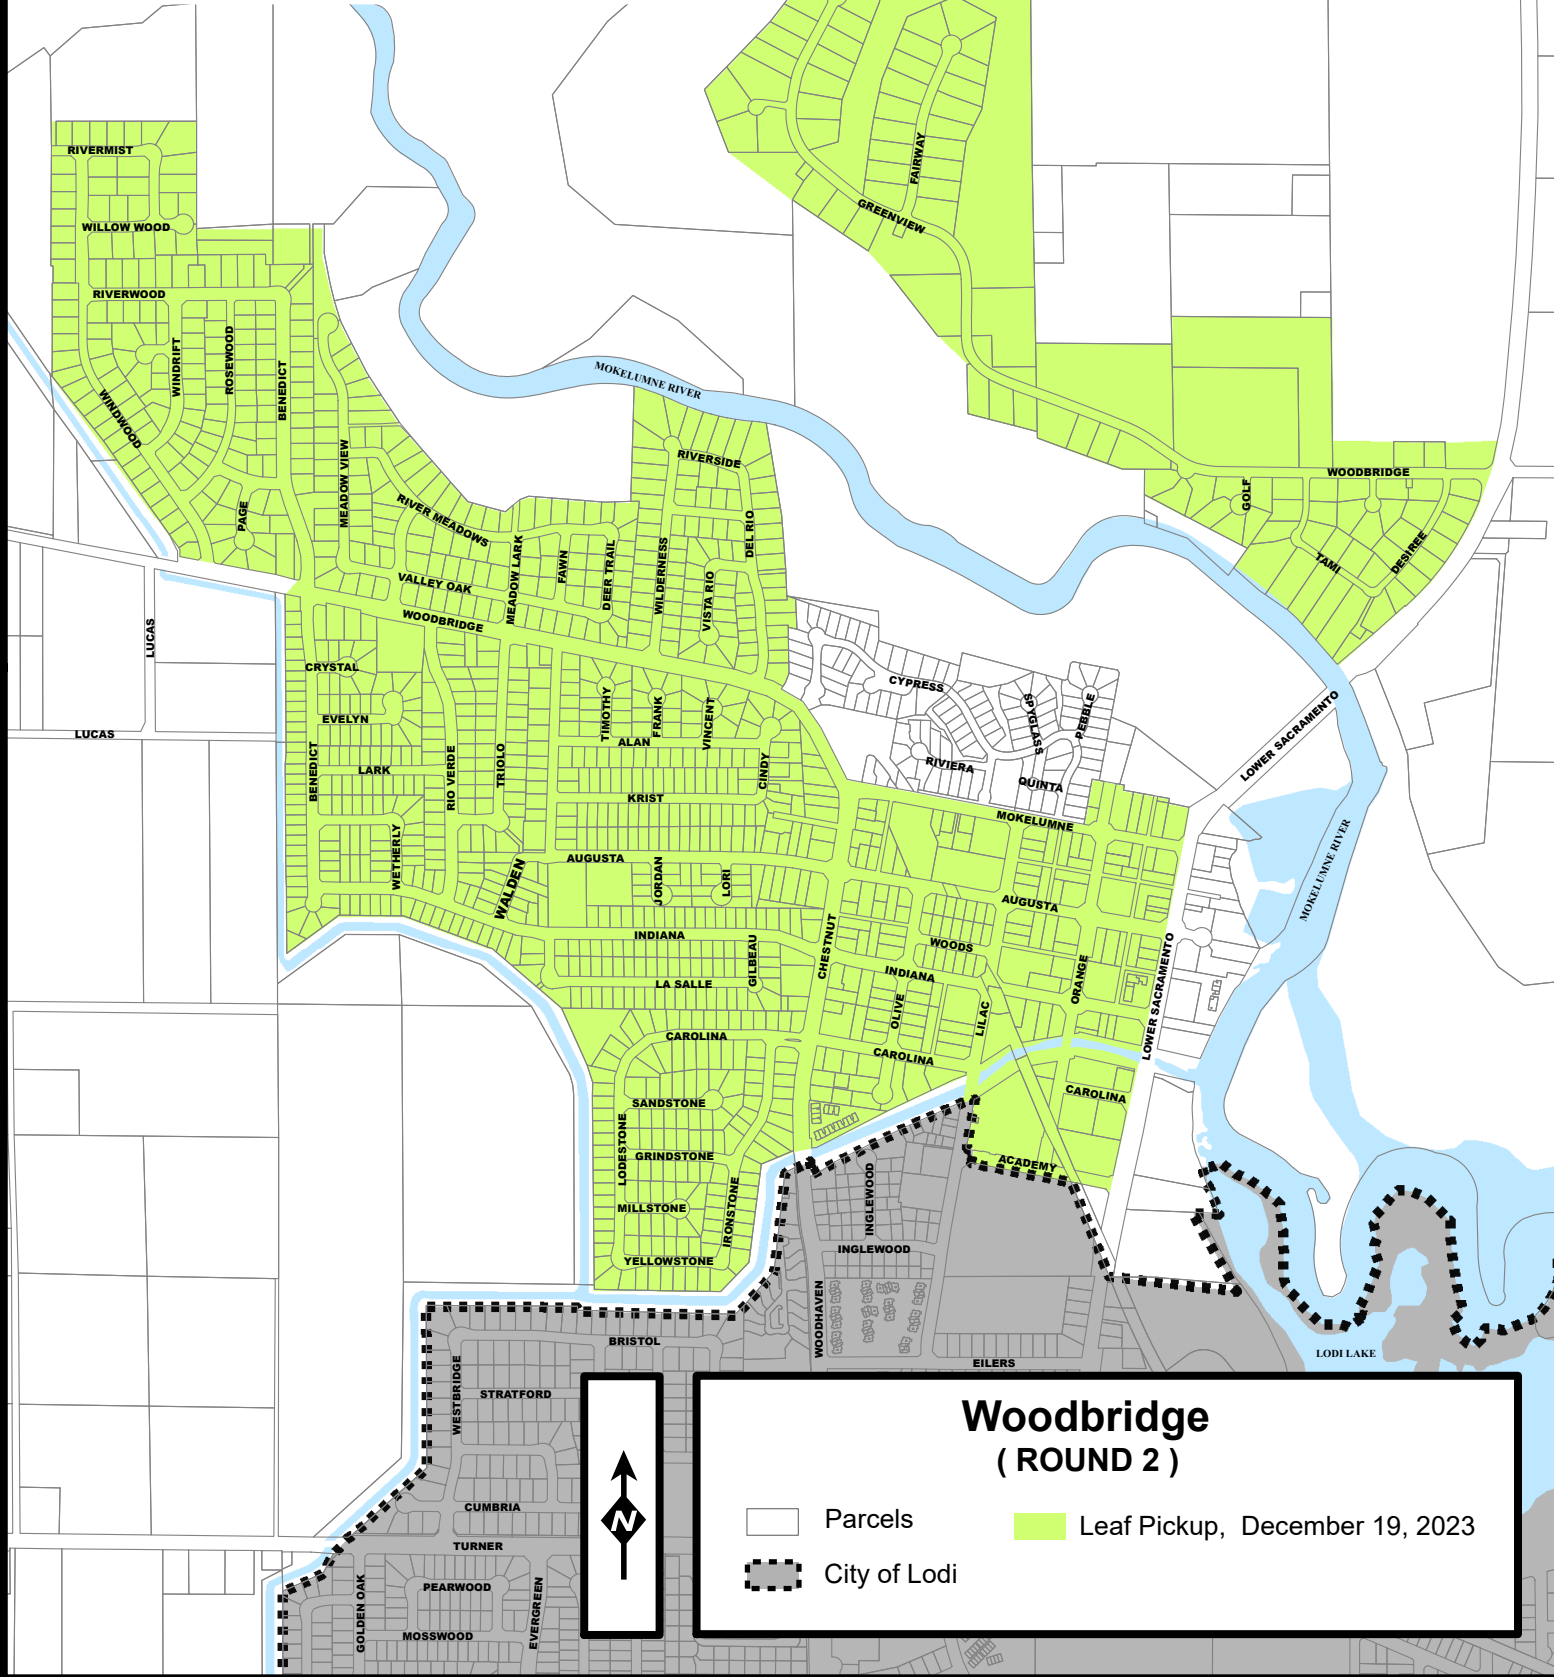 RIVERMIST
WILLOW WOOD
RIVERWOOD
WINDRIFT
ROSEWOOD
BENEDICT
WINDWOOD
PAGE
MEADOW VIEW
RIVER MEADOWS
VALLEY OAK
MEADOW LARK
FAWN
DEER TRAIL
WILDERNESS
RIVERSIDE
DEL RIO
VISTA RIO
WOODBRIDGE
FAIRWAY
GREENVIEW
MOKELUMNE RIVER
WOODBRIDGE
GOLF
TAMI
DESIREE
LUCAS
LUCAS
CRYSTAL
EVELYN
BENEDICT
LARK
WETHERLY
RIO VERDE
TRIOLO
TIMOTHY
FRANK
VINCENT
ALAN
CINDY
KRIST
WALDEN
AUGUSTA
JORDAN
LORI
CYPRESS
SPYGLASS
PEBBLE
RIVIERA
QUINTA
MOKELUMNE
LOWER SACRAMENTO
MOKELUMNE RIVER
AUGUSTA
CHESTNUT
INDIANA
GILBEAU
LA SALLE
WOODS
INDIANA
OLIVE
LILAC
ORANGE
LOWER SACRAMENTO
CAROLINA
CAROLINA
CAROLINA
SANDSTONE
LODESTONE
GRINDSTONE
MILLSTONE
IRONSTONE
YELLOWSTONE
ACADEMY
INGLEWOOD
INGLEWOOD
WOODHAVEN
EILERS
LODI LAKE
BRISTOL
WESTBRIDGE
STRATFORD
CUMBRIA
TURNER
GOLDEN OAK
PEARWOOD
EVERGREEN
MOSSWOOD
N
Woodbridge
( ROUND 2 )
Parcels
Leaf Pickup, December 19, 2023
City of Lodi